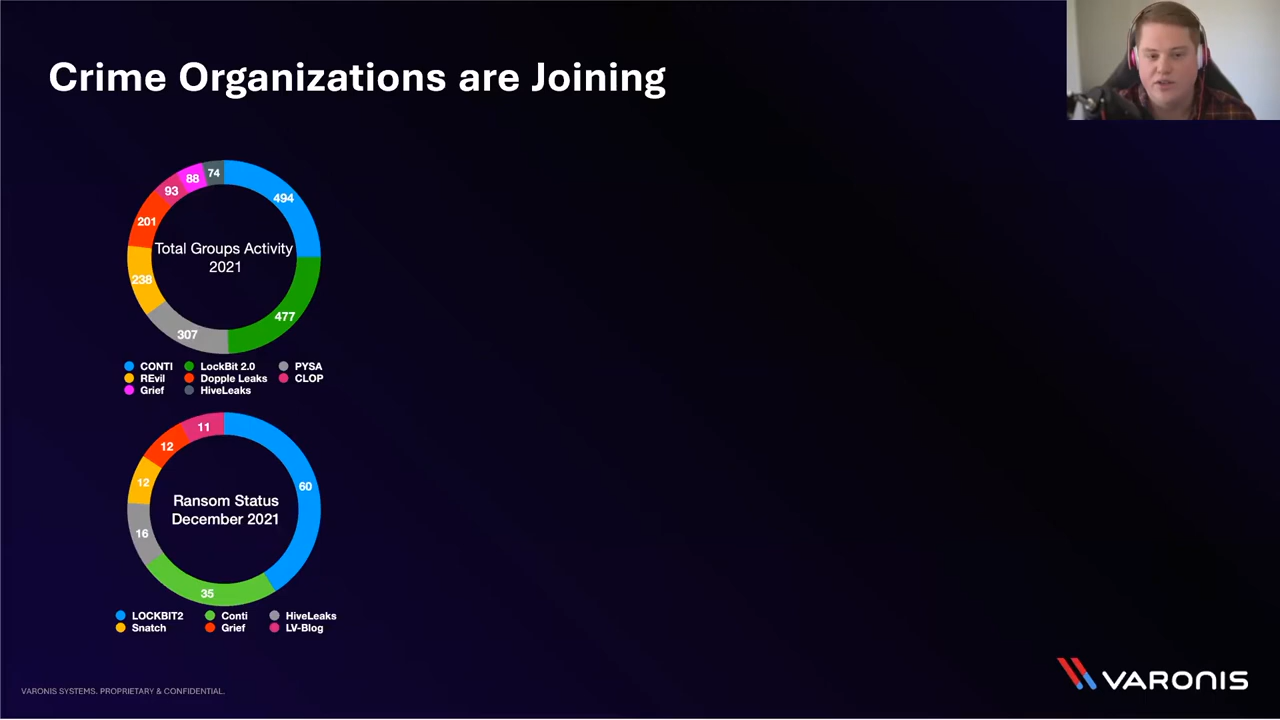 Crime Organizations are Joining
74
88
93
494
201
Total Groups Activity
2021
238
477
307
CONTI LockBit 2.0 PYSA
REvil Dopple Leaks CLOP
Grief HiveLeaks
11
12
12
60
Ransom Status
December 2021
16
35
LOCKBIT2 Conti HiveLeaks
Snatch Grief LV-Blog
VARONIS SYSTEMS. PROPRIETARY & CONFIDENTIAL.
VARONIS